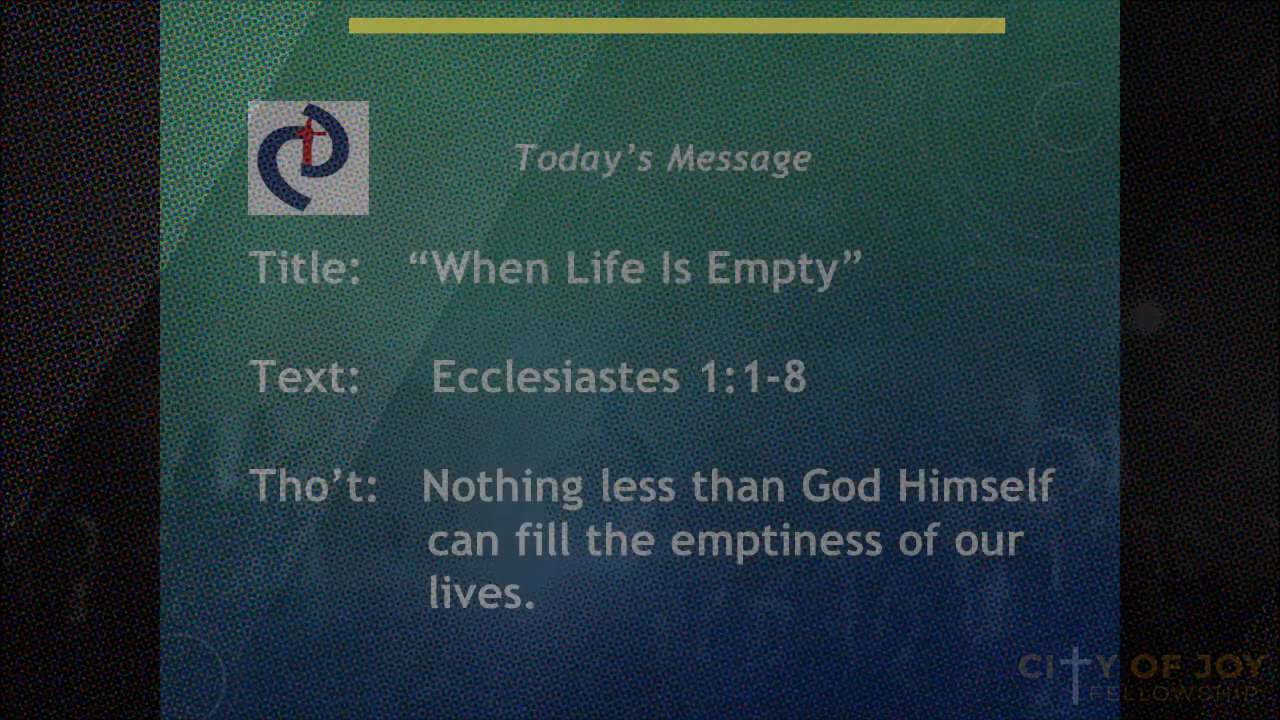 Today’s Message
Title: “When Life Is Empty”
Text: Ecclesiastes 1:1-8
Tho’t: Nothing less than God Himself
can fill the emptiness of our
lives.
CITY OF JOY
FELLOWSHIP